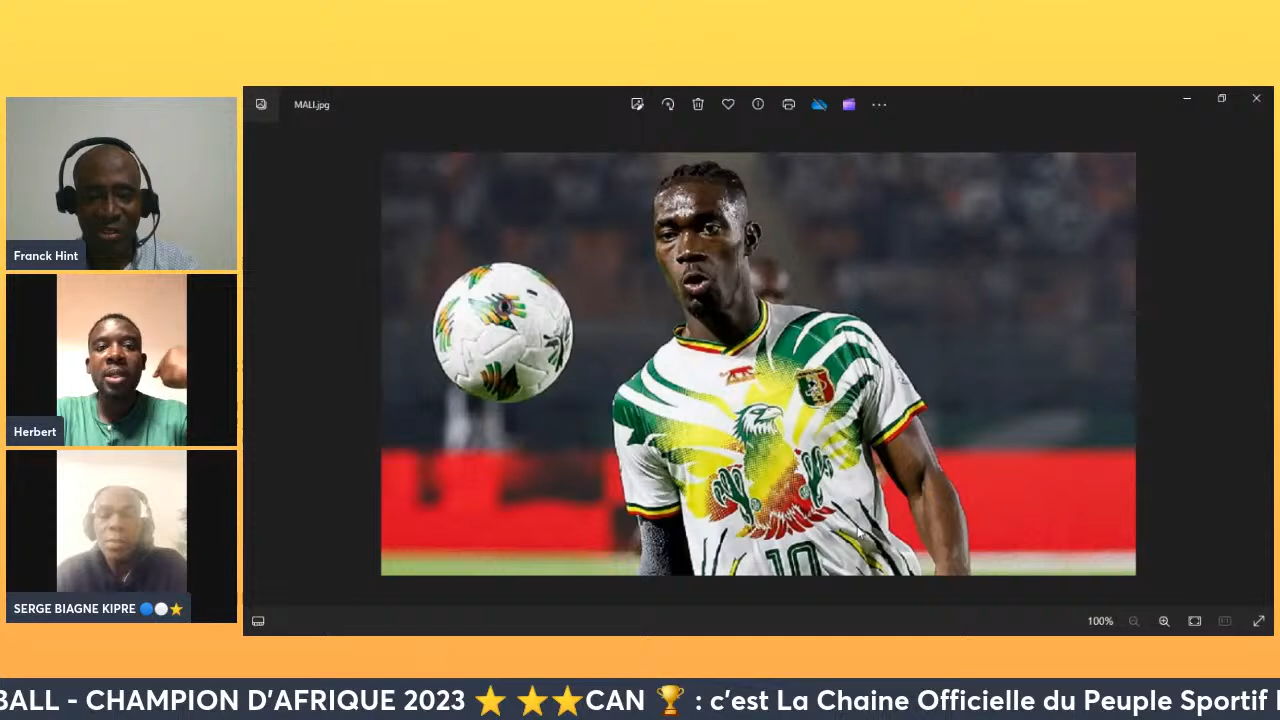 MALI.jpg
Franck Hint
Herbert
SERGE BIAGNE KIPRE
10
100%
BALL - CHAMPION D'AFRIQUE 2023 ⭐ ⭐⭐CAN 🏆 : c'est La Chaine Officielle du Peuple Sportif